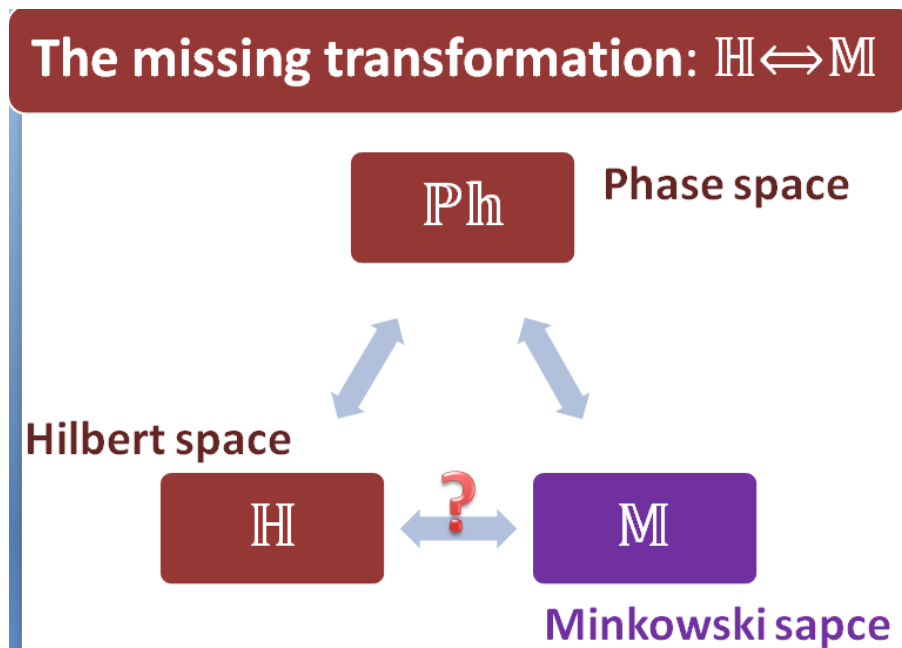 The missing transformation: ℍ⟺𝕄
ℙ𝕙
Phase space
Hilbert space
ℍ
?
𝕄
Minkowski sapce